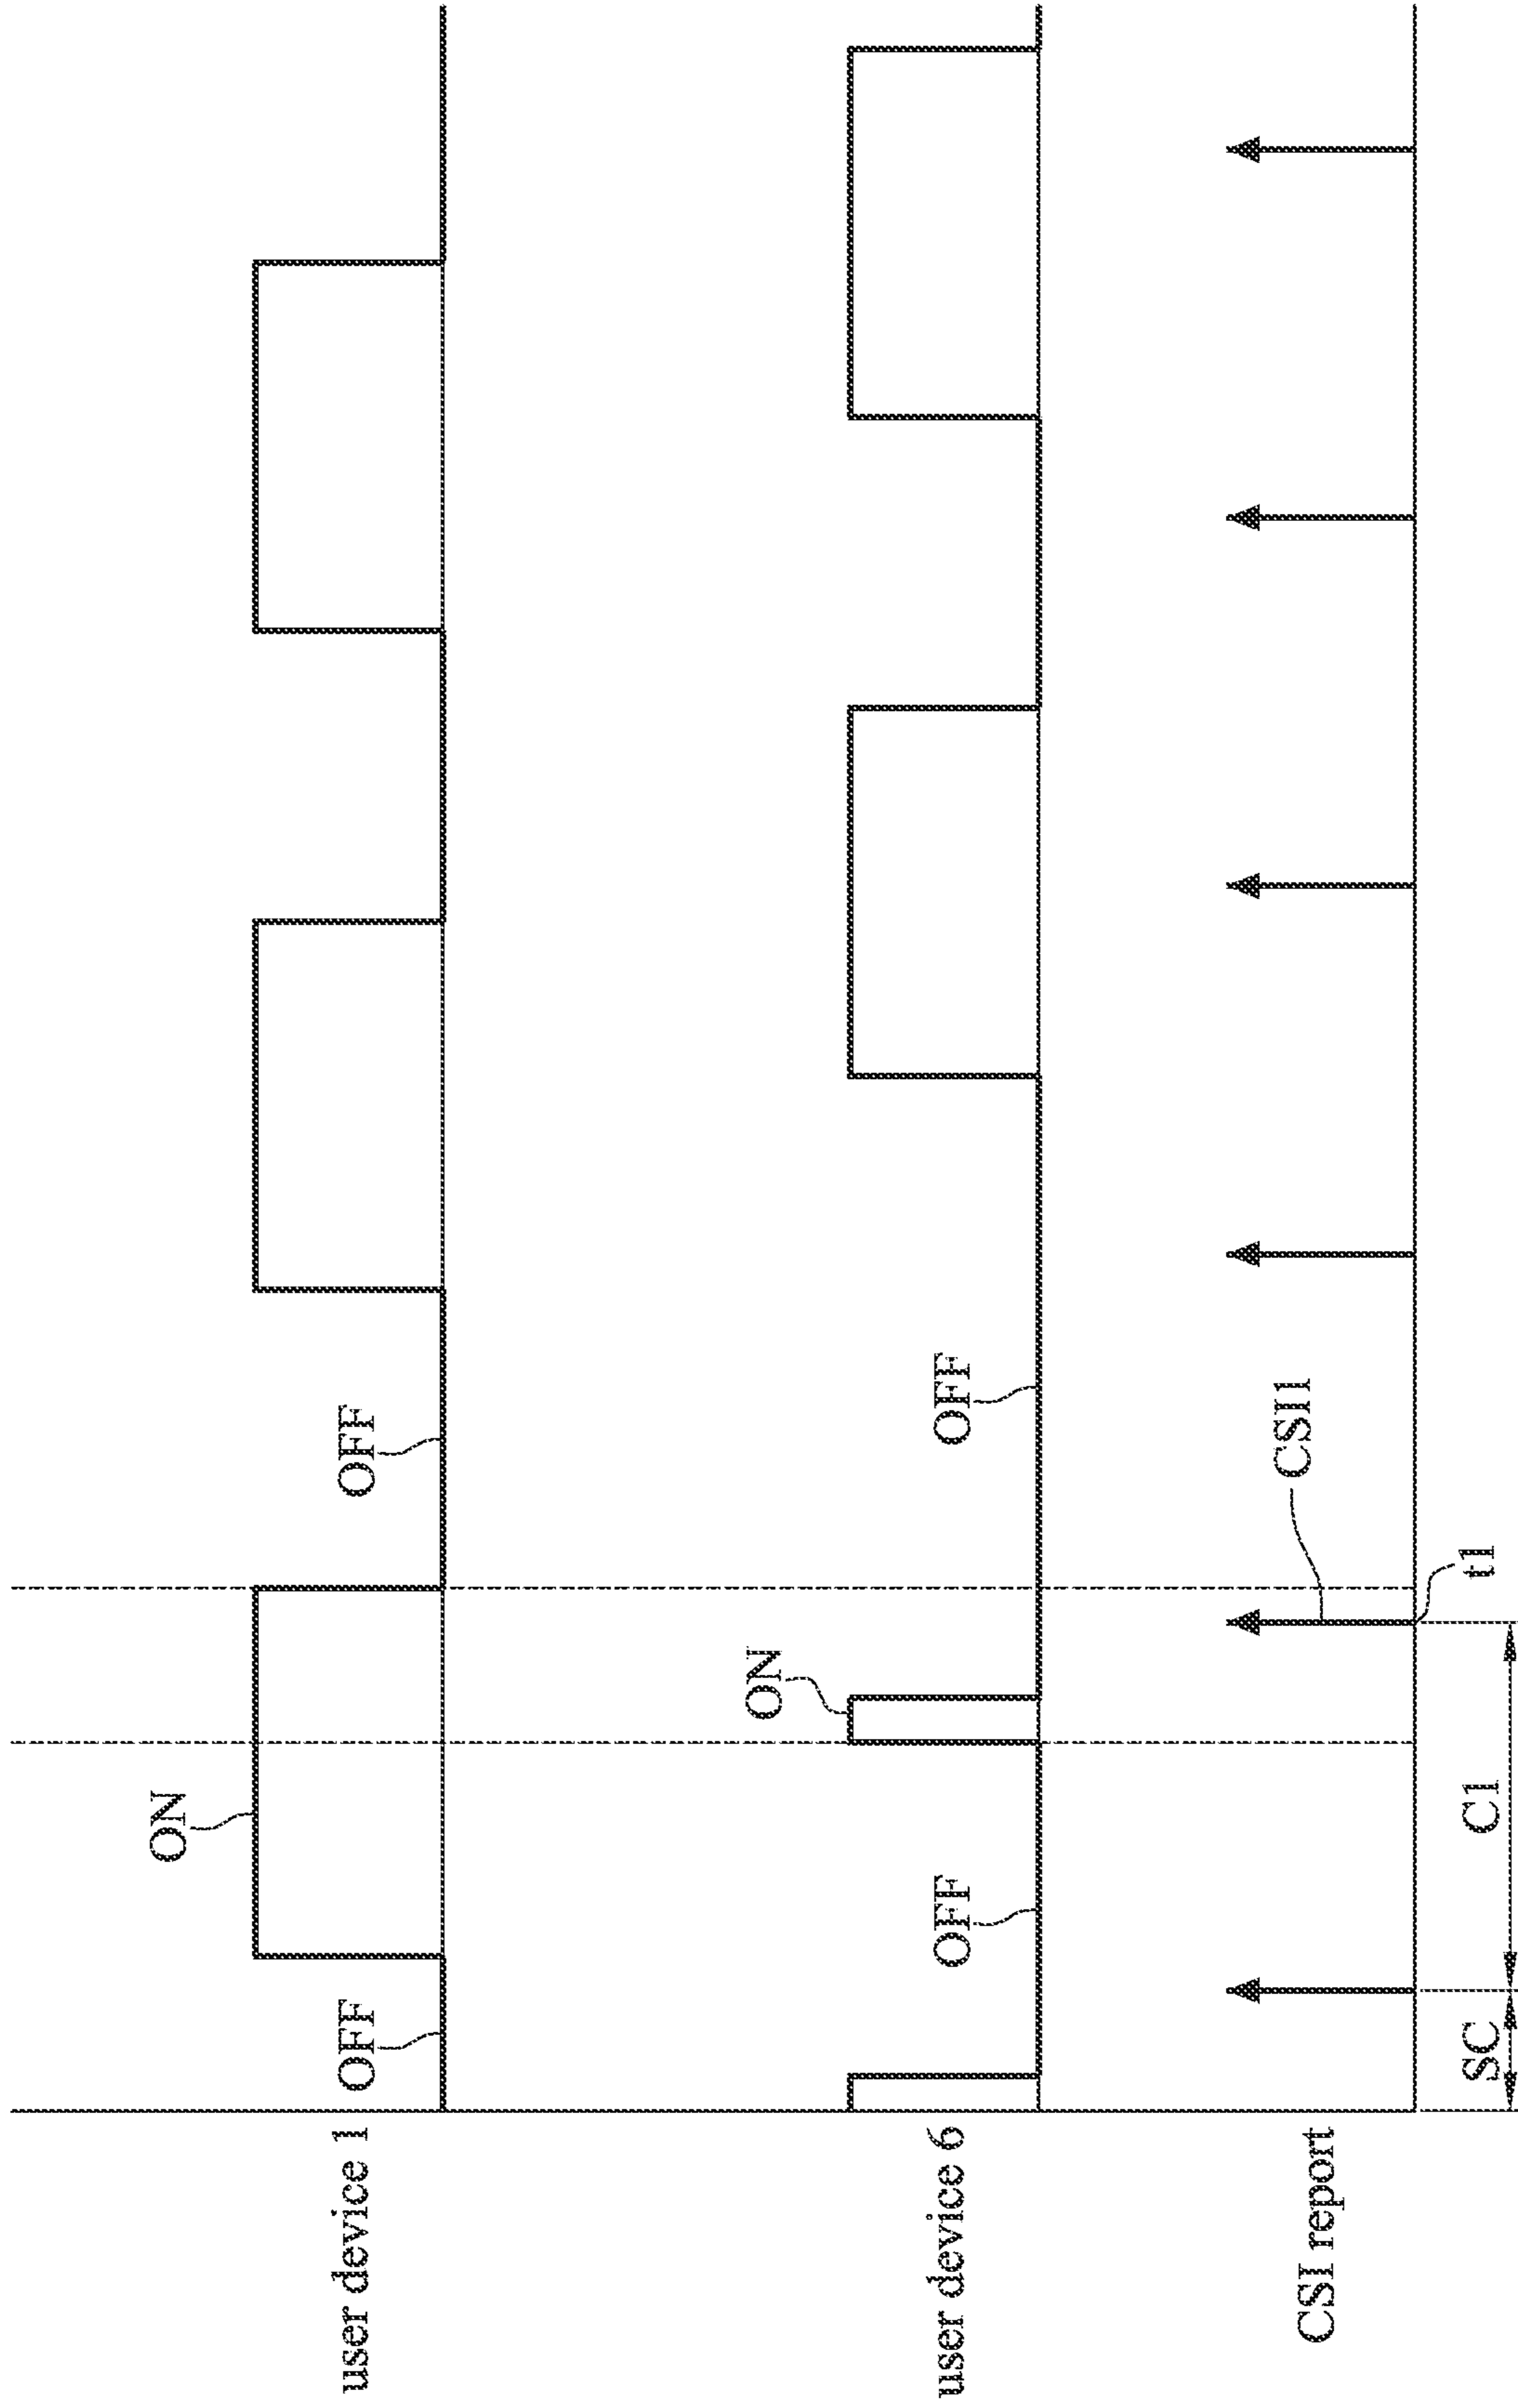 user device 1
OFF
ON
OFF
user device 6
OFF
ON
OFF
CSI report
CSI1
t1
SC
C1